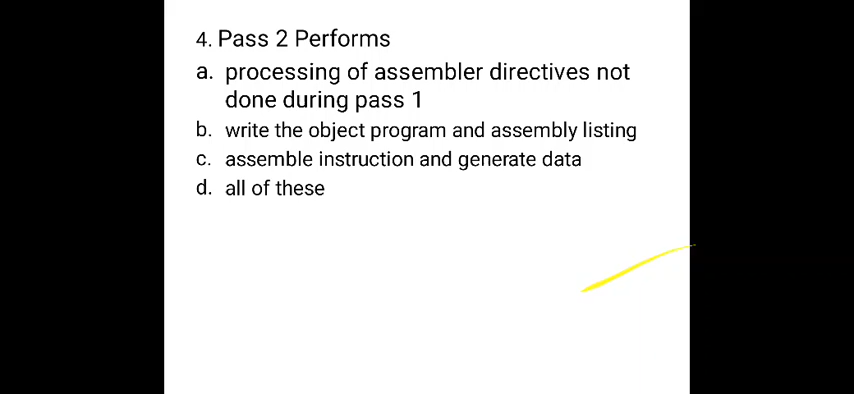 4. Pass 2 Performs
a. processing of assembler directives not
done during pass 1
b. write the object program and assembly listing
c. assemble instruction and generate data
d. all of these